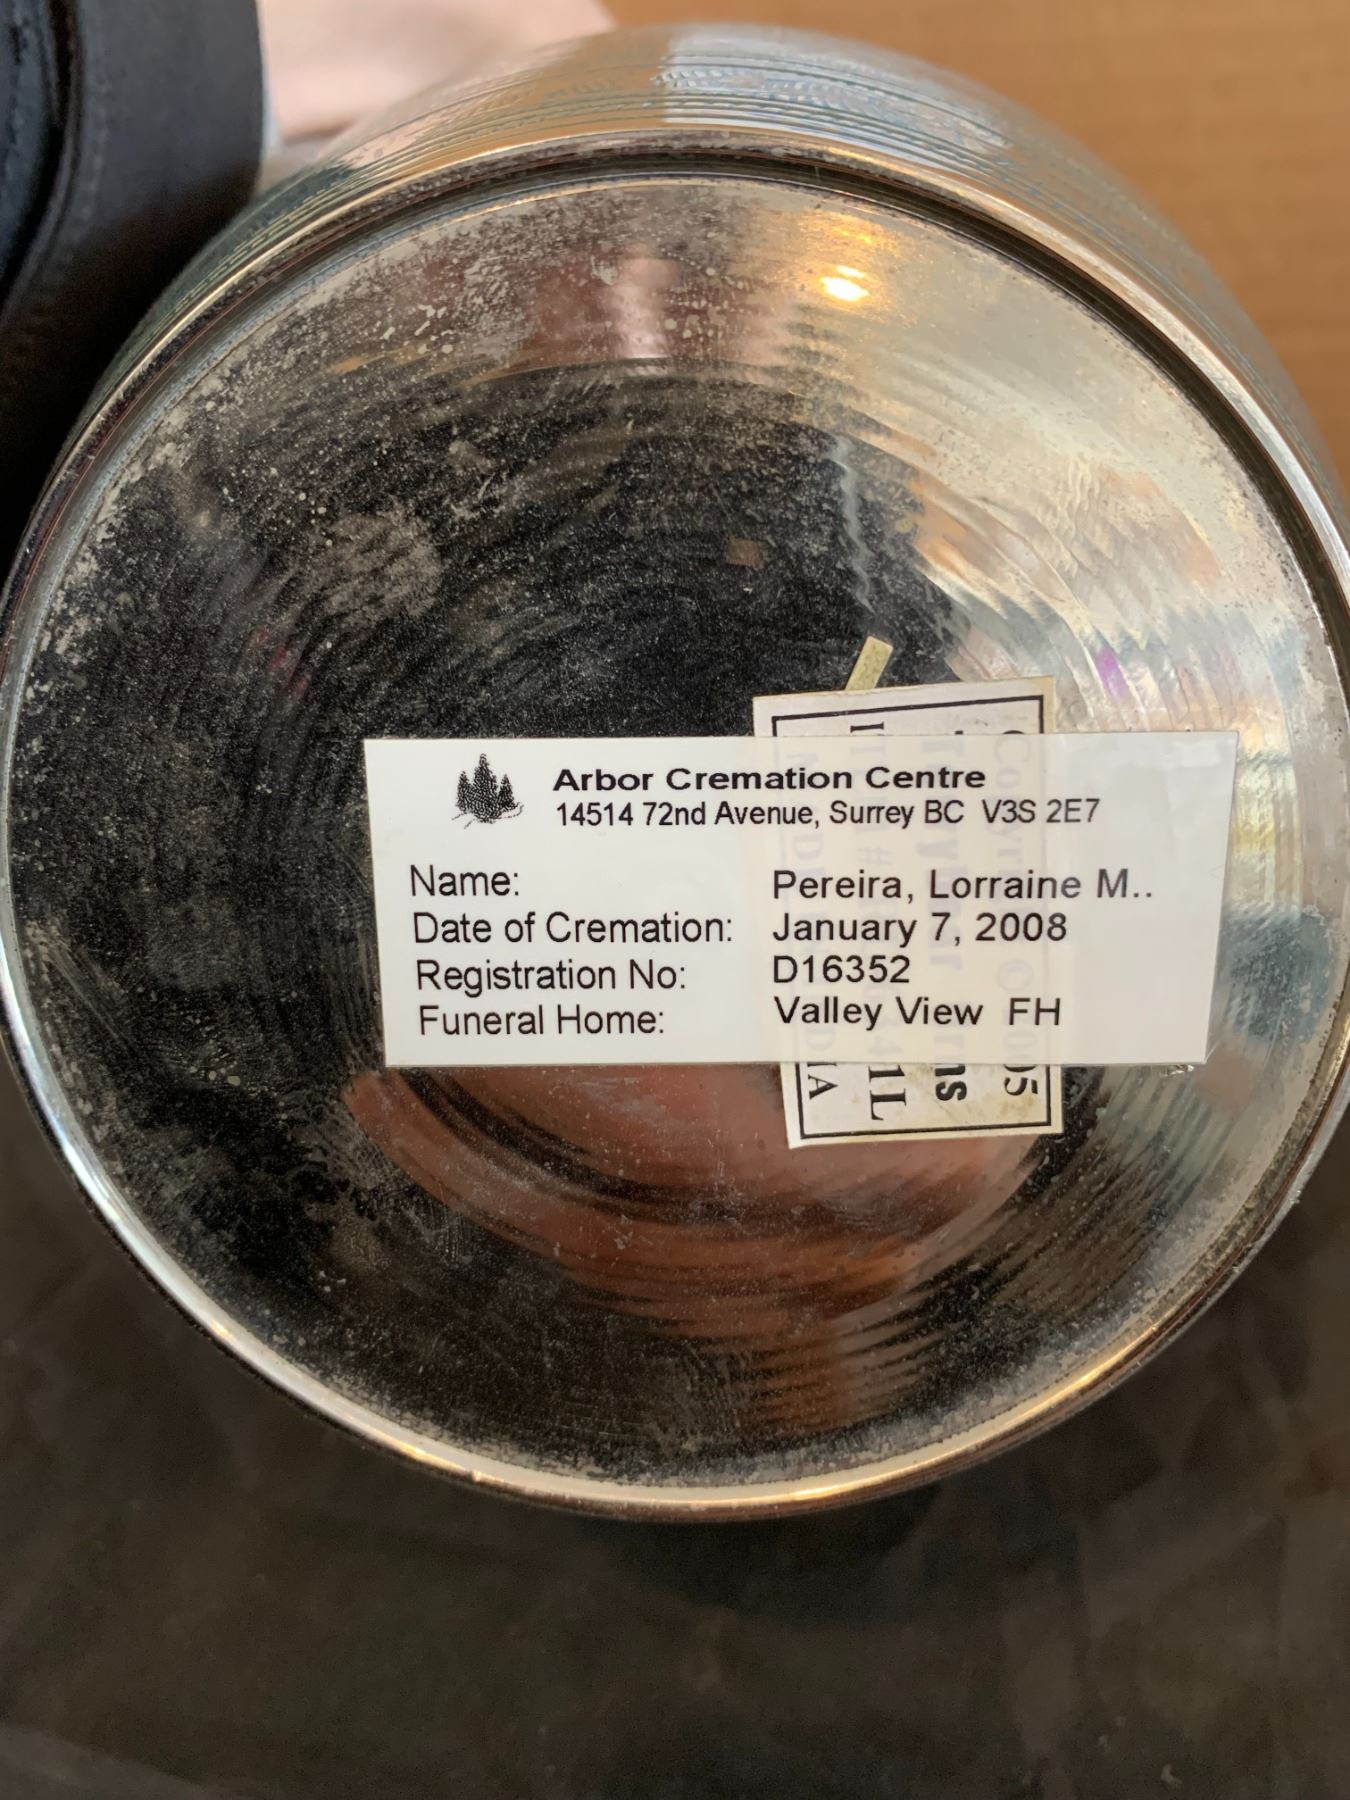 Arbor Cremation Centre
14514 72nd Avenue, Surrey BC V3S 2E7
Name: Pereira, Lorraine M..
Date of Cremation: January 7, 2008
Registration No: D16352
Funeral Home: Valley View FH